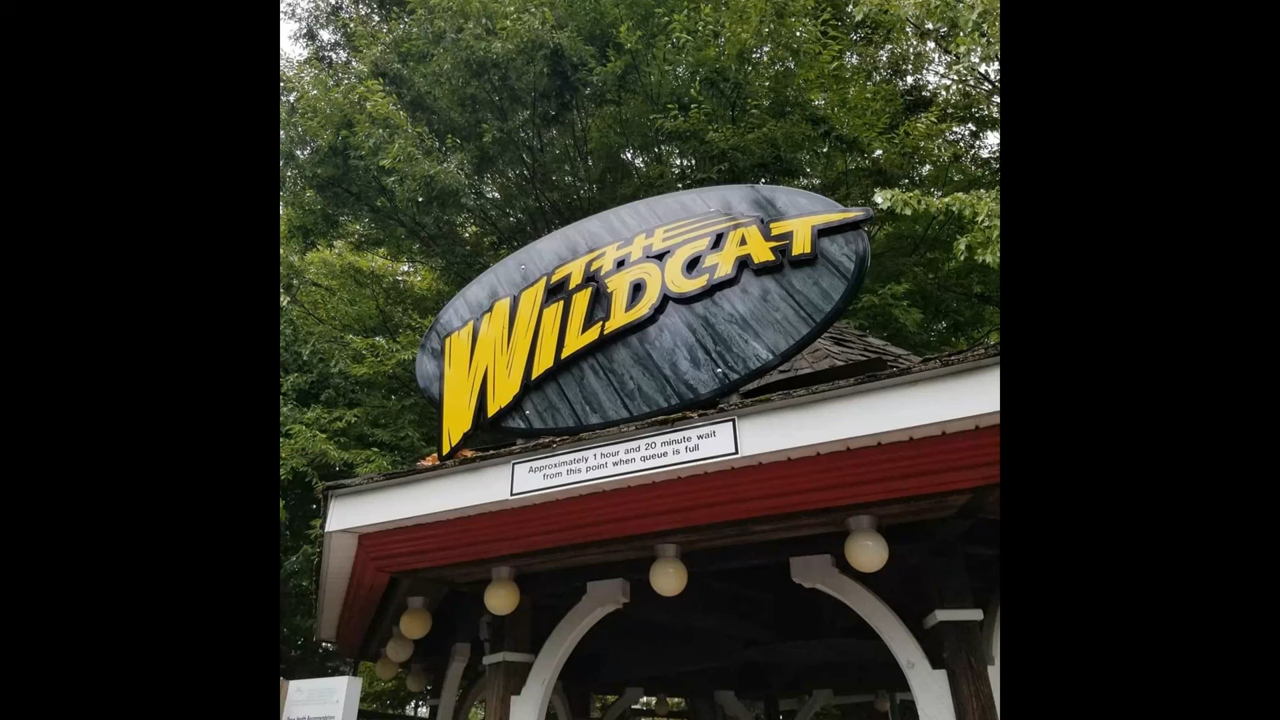 THE
WILDCAT
Approximately 1 hour and 20 minute wait
from this point when queue is full